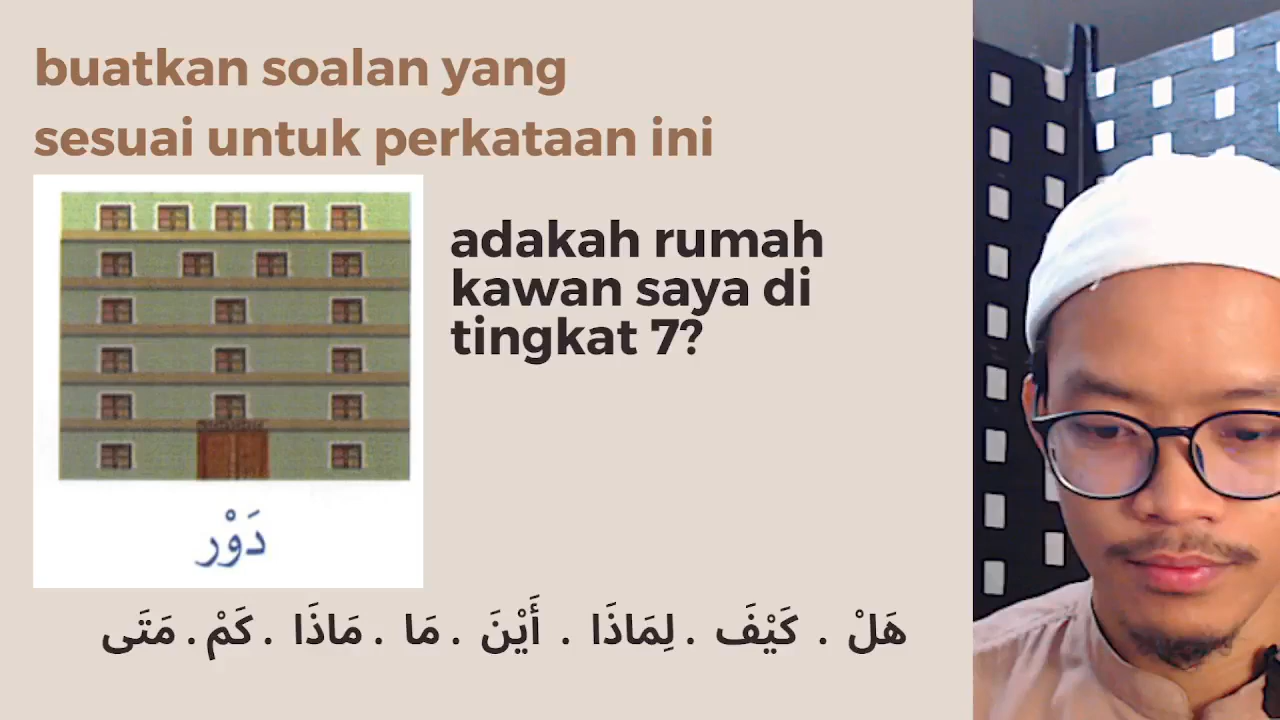 buatkan soalan yang
sesuai untuk perkataan ini
adakah rumah
kawan saya di
tingkat 7?
دَوْر
هَلْ . كَيْفَ . لِمَاذَا . أَيْنَ . مَا . مَاذَا . كَمْ . مَتَى